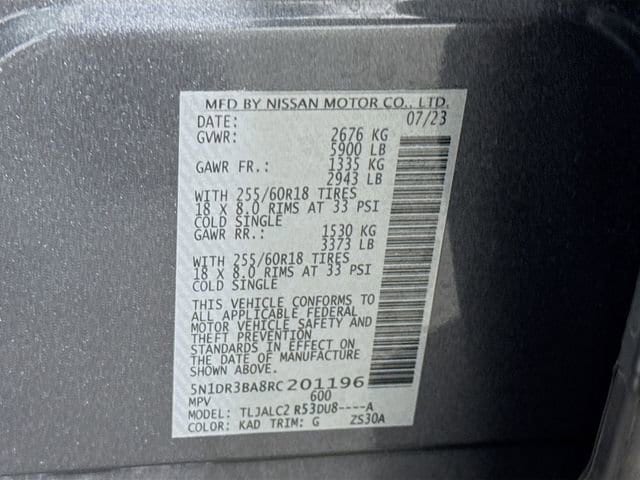 MFD BY NISSAN MOTOR CO., LTD.
DATE: 07/23
GVWR: 2676 KG
5900 LB
GAWR FR.: 1335 KG
2943 LB
WITH 255/60R18 TIRES
18 X 8.0 RIMS AT 33 PSI
COLD SINGLE
GAWR RR.: 1530 KG
3373 LB
WITH 255/60R18 TIRES
18 X 8.0 RIMS AT 33 PSI
COLD SINGLE
THIS VEHICLE CONFORMS TO
ALL APPLICABLE FEDERAL
MOTOR VEHICLE SAFETY AND
THEFT PREVENTION
STANDARDS IN EFFECT ON
THE DATE OF MANUFACTURE
SHOWN ABOVE.
5N1DR3BA8RC201196
MPV 600
MODEL: TLJALC2 R53DU8----A
COLOR: KAD TRIM: G ZS30A